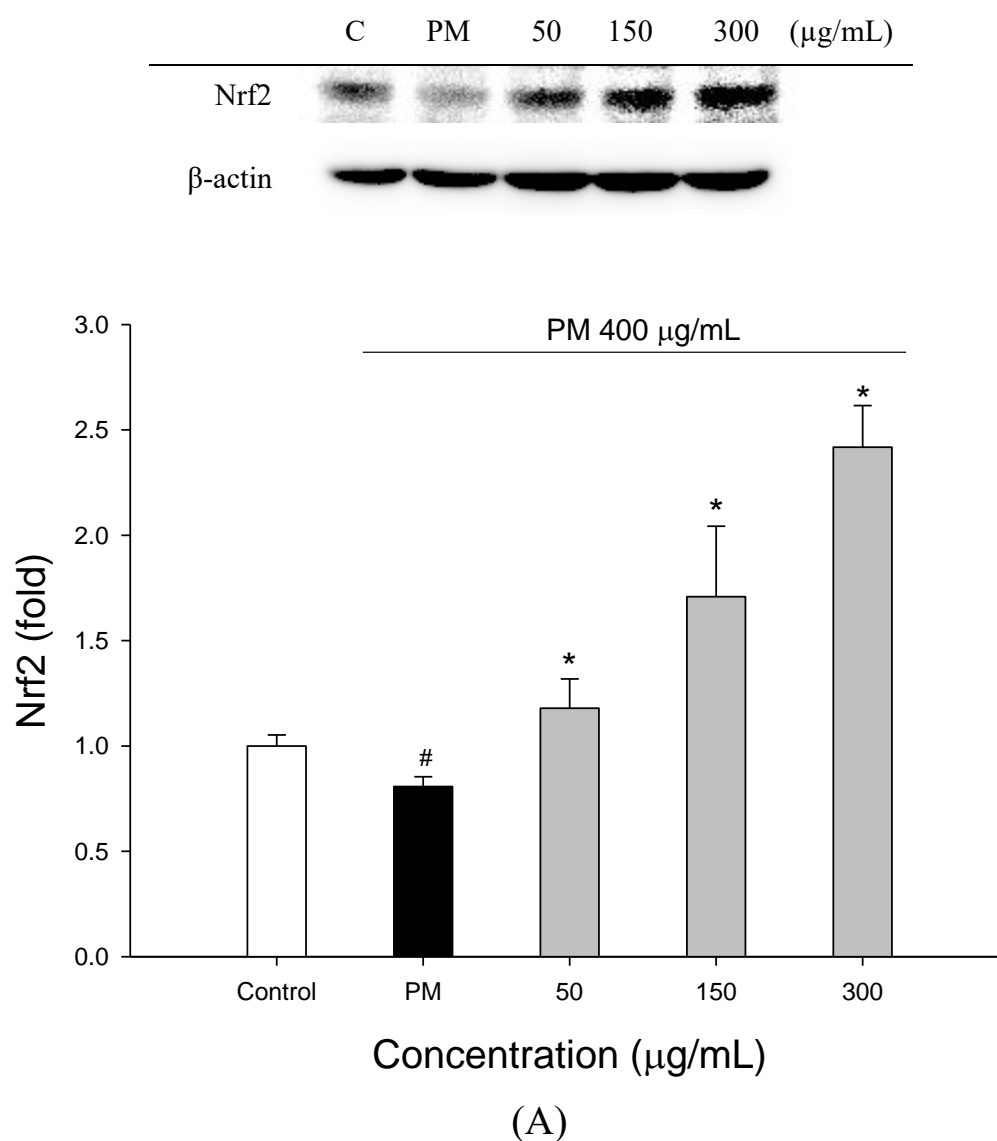 C PM 50 150 300 (µg/mL)
Nrf2
β-actin
3.0
PM 400 μg/mL
*
2.5
*
2.0
Nrf2 (fold)
1.5
*
1.0
#
0.5
0.0
Control PM 50 150 300
Concentration (μg/mL)
(A)